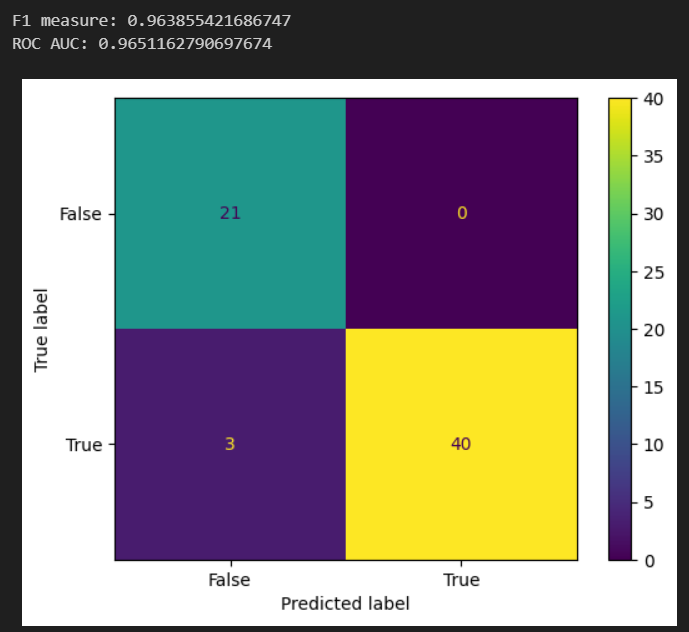 F1 measure: 0.963855421686747
ROC AUC: 0.9651162790697674
40
35
False
21
0
30
25
True label
20
15
True
3
40
10
5
0
False
True
Predicted label